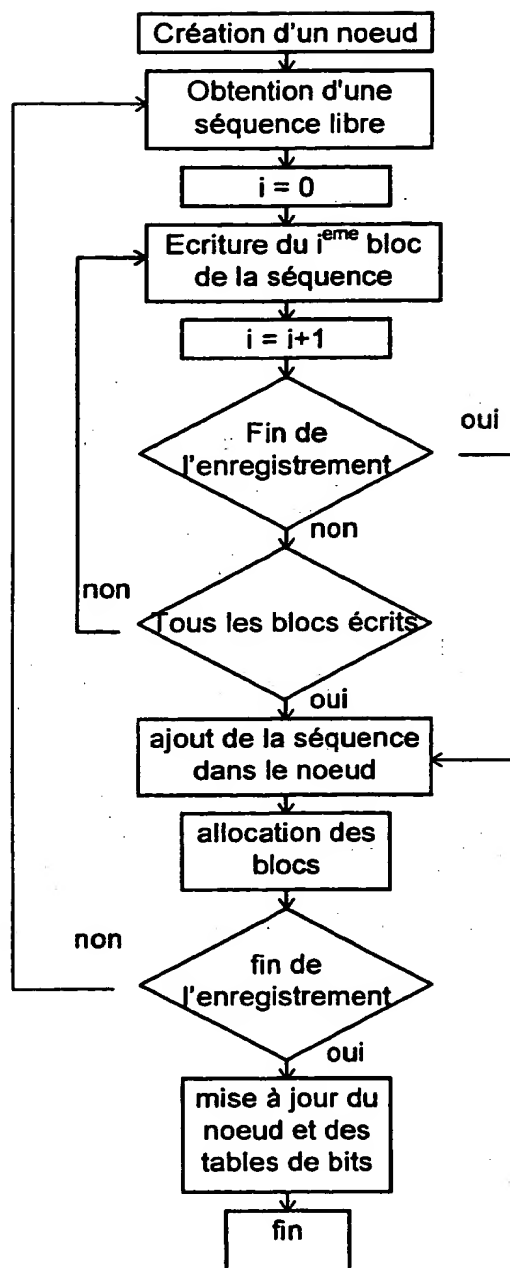 Création d'un noeud
Obtention d'une
séquence libre
i = 0
Ecriture du i^eme bloc
de la séquence
i = i+1
Fin de
l'enregistrement
oui
non
non
Tous les blocs écrits
oui
ajout de la séquence
dans le noeud
allocation des
blocs
non
fin de
l'enregistrement
oui
mise à jour du
noeud et des
tables de bits
fin